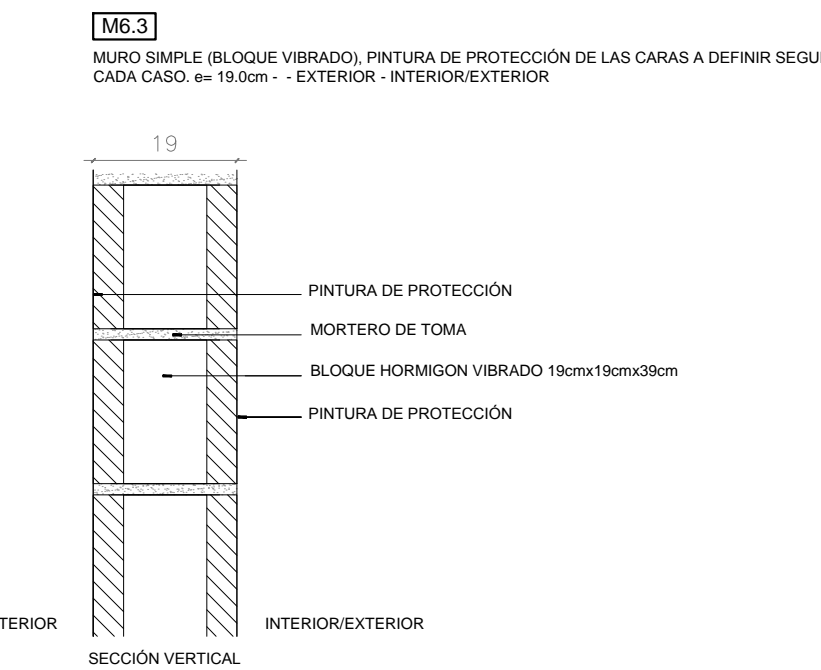 M6.3
MURO SIMPLE (BLOQUE VIBRADO), PINTURA DE PROTECCIÓN DE LAS CARAS A DEFINIR
CADA CASO. e= 19.0cm - - EXTERIOR - INTERIOR/EXTERIOR
19
PINTURA DE PROTECCIÓN
MORTERO DE TOMA
BLOQUE HORMIGON VIBRADO 19cmx19cmx39cm
PINTURA DE PROTECCIÓN
INTERIOR/EXTERIOR
SECCIÓN VERTICAL